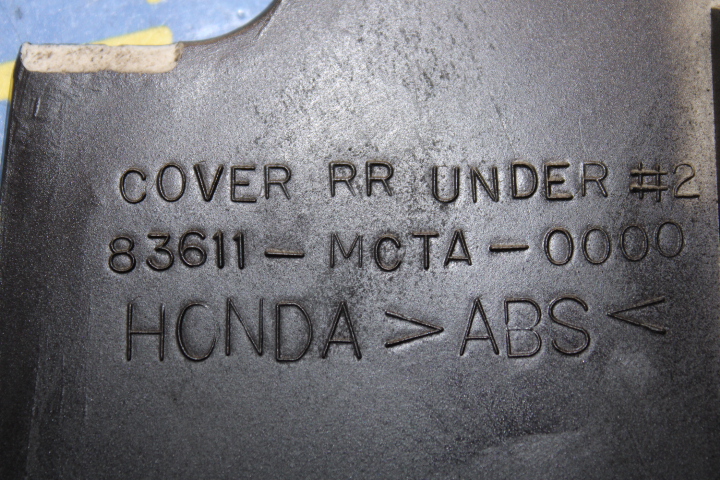 COVER RR UNDER #2
83611-MCTA-0000
HONDA >ABS<